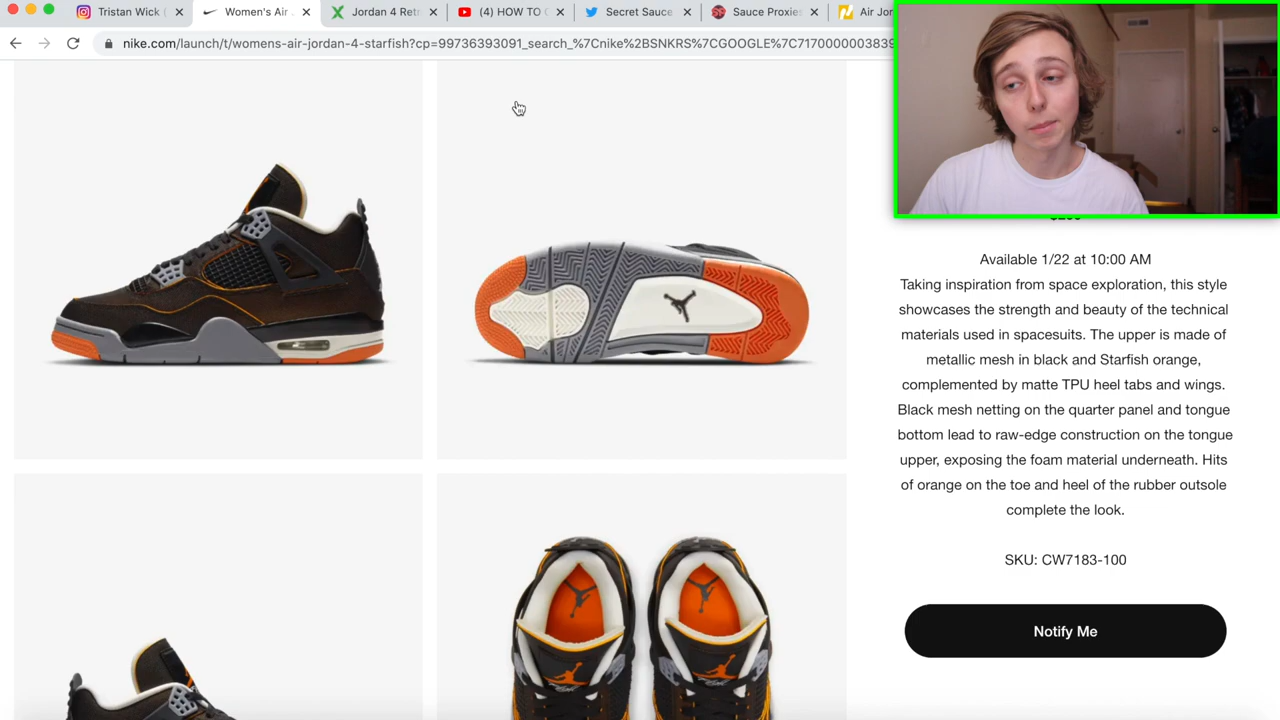 Tristan Wick (
Women's Air
Jordan 4 Retr
(4) HOW TO
Secret Sauce
Sauce Proxies
Air Jor
nike.com/launch/t/womens-air-jordan-4-starfish?cp=99736393091_search_%7Cnike%2BSNKRS%7CGOOGLE%7C7170000003839
Available 1/22 at 10:00 AM
Taking inspiration from space exploration, this style
showcases the strength and beauty of the technical
materials used in spacesuits. The upper is made of
metallic mesh in black and Starfish orange,
complemented by matte TPU heel tabs and wings.
Black mesh netting on the quarter panel and tongue
bottom lead to raw-edge construction on the tongue
upper, exposing the foam material underneath. Hits
of orange on the toe and heel of the rubber outsole
complete the look.
SKU: CW7183-100
Notify Me